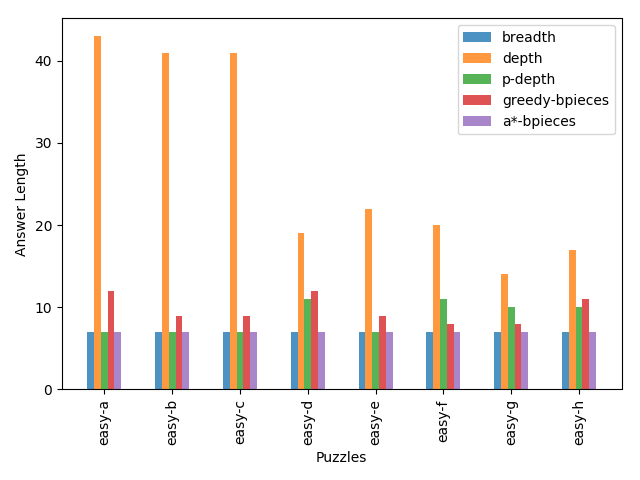 breadth
depth
p-depth
greedy-bpieces
a*-bpieces
40
30
20
10
0
Answer Length
easy-a
easy-b
easy-c
easy-d
easy-e
easy-f
easy-g
easy-h
Puzzles